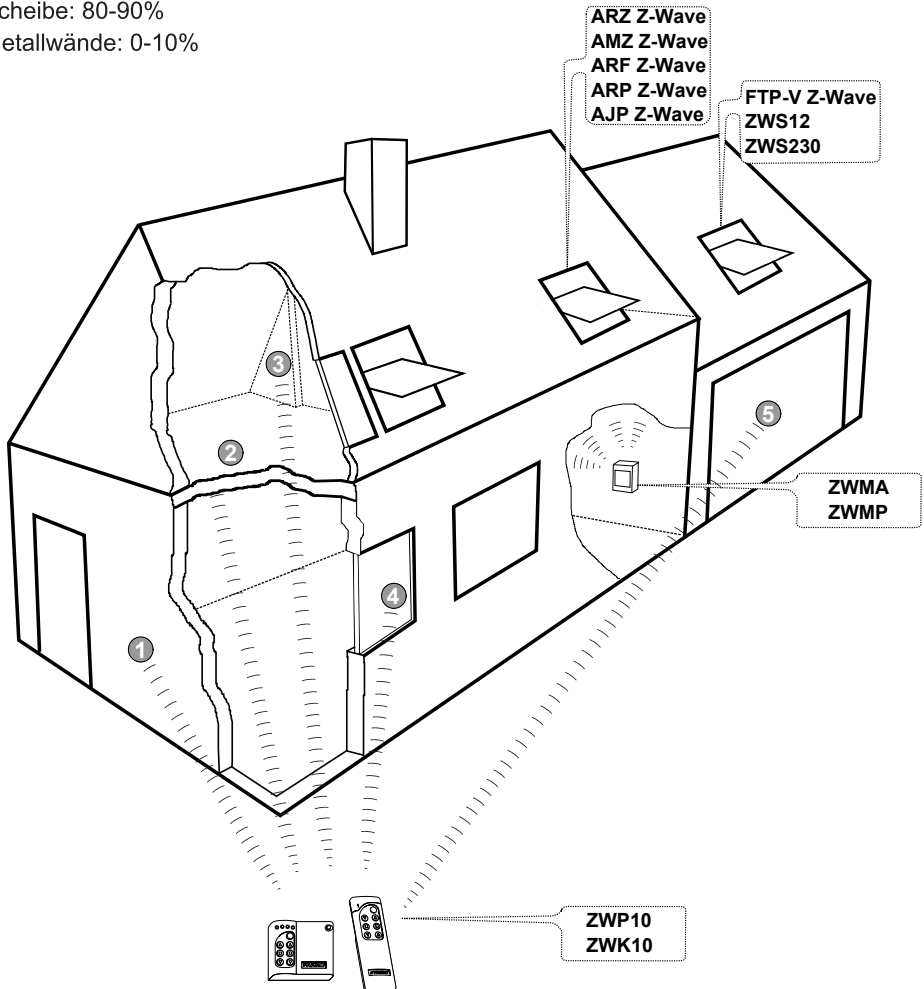 cheibe: 80-90%
etallwände: 0-10%
ARZ Z-Wave
AMZ Z-Wave
ARF Z-Wave
ARP Z-Wave
AJP Z-Wave
FTP-V Z-Wave
ZWS12
ZWS230
3
2
5
ZWMA
ZWMP
4
1
ZWP10
ZWK10